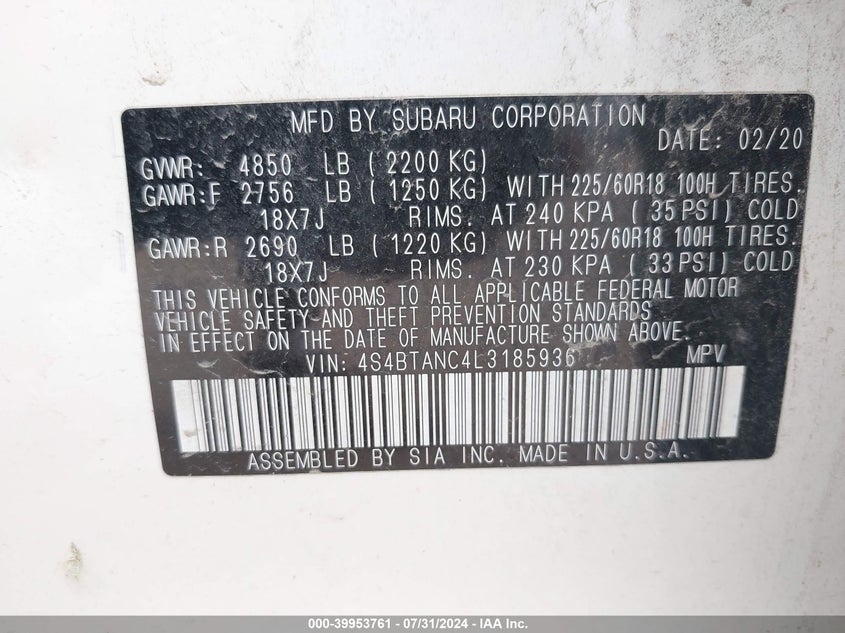 MFD BY SUBARU CORPORATION
DATE: 02/20
GVWR: 4850 LB ( 2200 KG)
GAWR:F 2756 LB ( 1250 KG) WITH 225/60R18 100H TIRES.
18X7J RIMS. AT 240 KPA ( 35 PSI) COLD
GAWR:R 2690 LB ( 1220 KG) WITH 225/60R18 100H TIRES.
18X7J RIMS. AT 230 KPA ( 33 PSI) COLD
THIS VEHICLE CONFORMS TO ALL APPLICABLE FEDERAL MOTOR
VEHICLE SAFETY AND THEFT PREVENTION STANDARDS
IN EFFECT ON THE DATE OF MANUFACTURE SHOWN ABOVE.
VIN: 4S4BTANC4L3185936 MPV
ASSEMBLED BY SIA INC. MADE IN U.S.A.
000-39953761 - 07/31/2024 - IAA Inc.